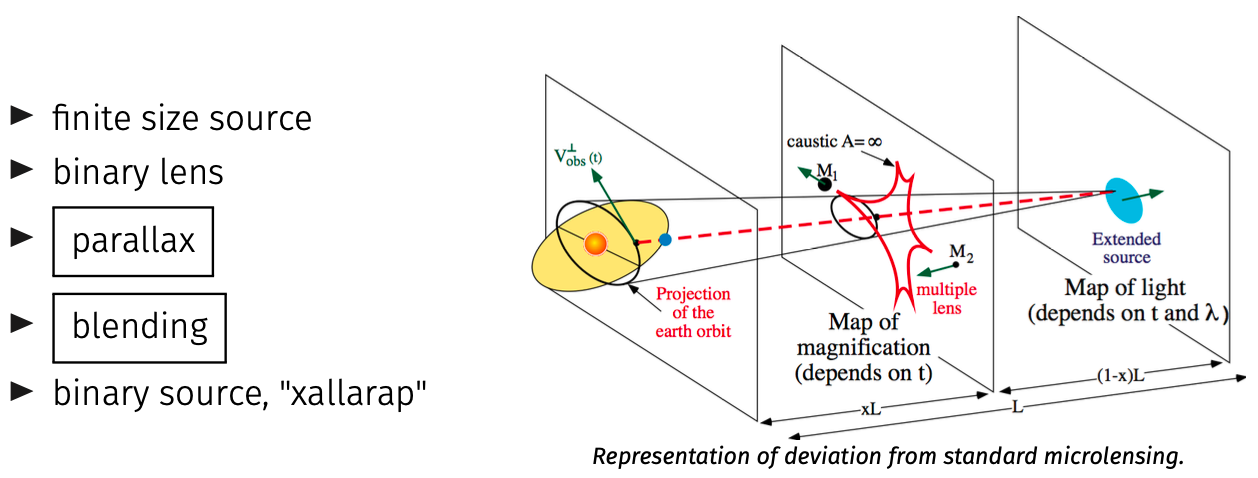 ► finite size source
► binary lens
► parallax
► blending
► binary source, "xallarap"
V⊥obs (t)
Projection
of the
earth orbit
caustic A=∞
M1
M2
multiple
lens
Map of
magnification
(depends on t)
Extended
source
Map of light
(depends on t and λ)
(1-x)L
xL
L
Representation of deviation from standard microlensing.